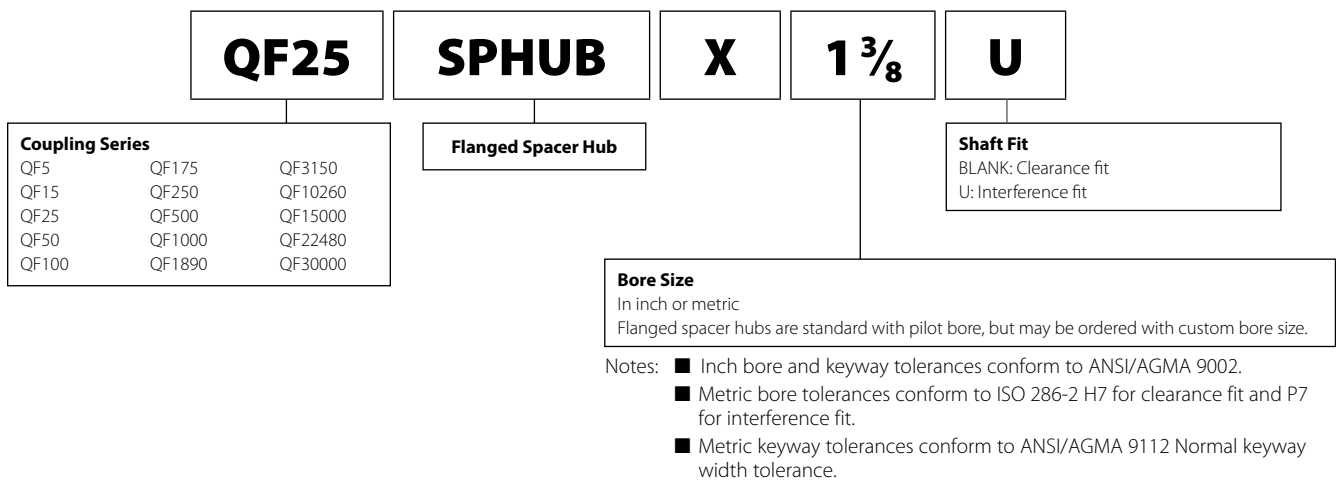 QF25 SPHUB X 1 ⅜ U
Coupling Series
QF5 QF175 QF3150
QF15 QF250 QF10260
QF25 QF500 QF15000
QF50 QF1000 QF22480
QF100 QF1890 QF30000
Flanged Spacer Hub
Shaft Fit
BLANK: Clearance fit
U: Interference fit
Bore Size
In inch or metric
Flanged spacer hubs are standard with pilot bore, but may be ordered with custom bore size.
Notes: ■ Inch bore and keyway tolerances conform to ANSI/AGMA 9002.
■ Metric bore tolerances conform to ISO 286-2 H7 for clearance fit and P7
for interference fit.
■ Metric keyway tolerances conform to ANSI/AGMA 9112 Normal keyway
width tolerance.